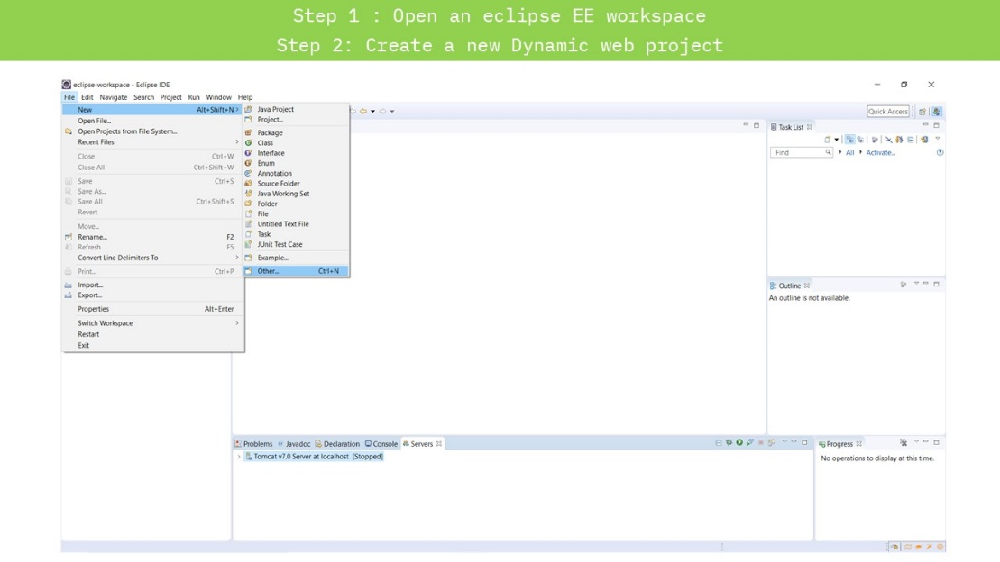 Step 1 : Open an eclipse EE workspace
Step 2: Create a new Dynamic web project
eclipse-workspace - Eclipse IDE
File Edit Navigate Search Project Run Window Help
New Alt+Shift+N
Open File...
Open Projects from File System...
Recent Files
Close Ctrl+W
Close All Ctrl+Shift+W
Save Ctrl+S
Save As...
Save All Ctrl+Shift+S
Revert
Move...
Rename... F2
Refresh F5
Convert Line Delimiters To
Print... Ctrl+P
Import...
Export...
Properties Alt+Enter
Switch Workspace
Restart
Exit
Java Project
Project...
Package
Class
Interface
Enum
Annotation
Source Folder
Java Working Set
Folder
File
Untitled Text File
Task
JUnit Test Case
Example...
Other... Ctrl+N
Quick Access
Task List
Find All Activate...
Outline
An outline is not available.
Problems Javadoc Declaration Console Servers
Tomcat v7.0 Server at localhost [Stopped]
Progress
No operations to display at this time.